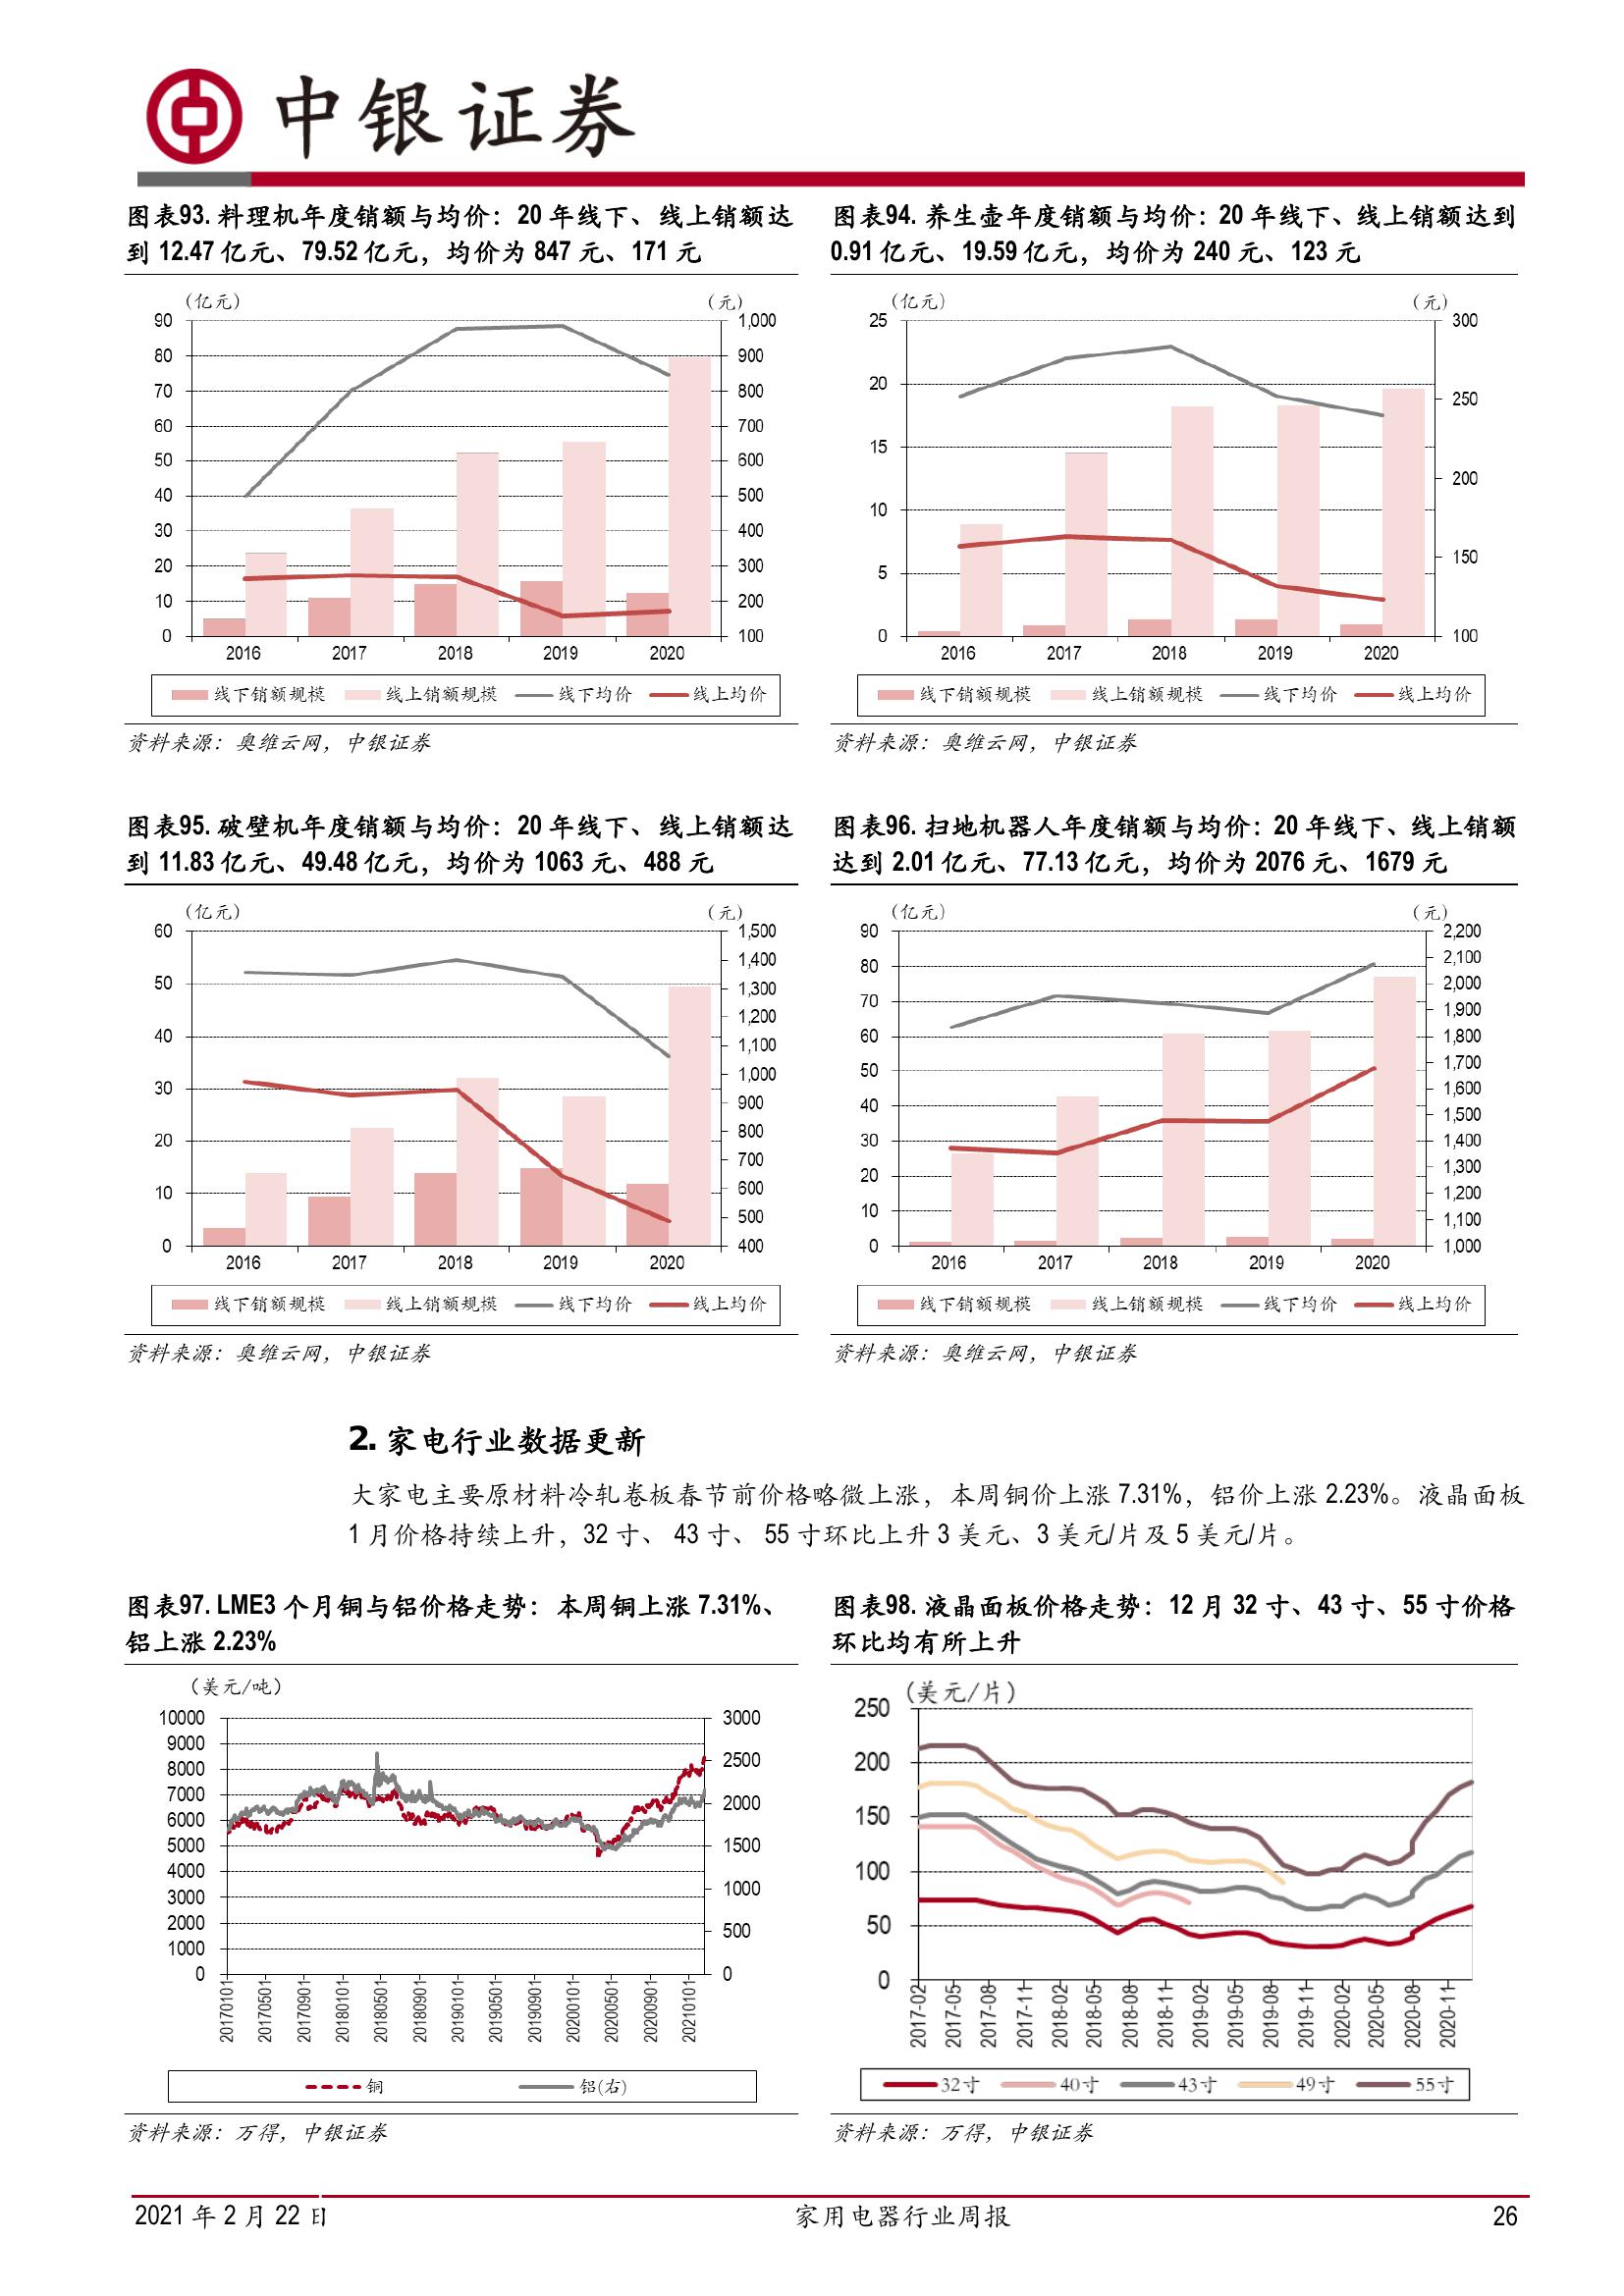 中银证券
图表93. 料理机年度销额与均价：20 年线下、线上销额达
到 12.47 亿元、79.52 亿元，均价为 847 元、171 元
(亿元)
(元)
90
80
70
60
50
40
30
20
10
0
1,000
900
800
700
600
500
400
300
200
100
2016 2017 2018 2019 2020
线下销额规模 线上销额规模 线下均价 线上均价
资料来源：奥维云网，中银证券
图表94. 养生壶年度销额与均价：20 年线下、线上销额达到
0.91 亿元、19.59 亿元，均价为 240 元、123 元
(亿元)
(元)
25
20
15
10
5
0
300
250
200
150
100
2016 2017 2018 2019 2020
线下销额规模 线上销额规模 线下均价 线上均价
资料来源：奥维云网，中银证券
图表95. 破壁机年度销额与均价：20 年线下、线上销额达
到 11.83 亿元、49.48 亿元，均价为 1063 元、488 元
(亿元)
(元)
60
50
40
30
20
10
0
1,500
1,400
1,300
1,200
1,100
1,000
900
800
700
600
500
400
2016 2017 2018 2019 2020
线下销额规模 线上销额规模 线下均价 线上均价
资料来源：奥维云网，中银证券
图表96. 扫地机器人年度销额与均价：20 年线下、线上销额
达到 2.01 亿元、77.13 亿元，均价为 2076 元、1679 元
(亿元)
(元)
90
80
70
60
50
40
30
20
10
0
2,200
2,100
2,000
1,900
1,800
1,700
1,600
1,500
1,400
1,300
1,200
1,100
1,000
2016 2017 2018 2019 2020
线下销额规模 线上销额规模 线下均价 线上均价
资料来源：奥维云网，中银证券
2. 家电行业数据更新
大家电主要原材料冷轧卷板春节前价格略微上涨，本周铜价上涨 7.31%，铝价上涨 2.23%。液晶面板
1 月价格持续上升，32 寸、 43 寸、 55 寸环比上升 3 美元、3 美元/片及 5 美元/片。
图表97. LME3 个月铜与铝价格走势：本周铜上涨 7.31%、
铝上涨 2.23%
(美元/吨)
10000
9000
8000
7000
6000
5000
4000
3000
2000
1000
0
3000
2500
2000
1500
1000
500
0
20170101 20170501 20170901 20180101 20180501 20180901 20190101 20190501 20190901 20200101 20200501 20200901 20210101
铜 铝(右)
资料来源：万得，中银证券
图表98. 液晶面板价格走势：12 月 32 寸、43 寸、55 寸价格
环比均有所上升
(美元/片)
250
200
150
100
50
0
2017-02 2017-05 2017-08 2017-11 2018-02 2018-05 2018-08 2018-11 2019-02 2019-05 2019-08 2019-11 2020-02 2020-05 2020-08 2020-11
32寸 40寸 43寸 49寸 55寸
资料来源：万得，中银证券
2021 年 2 月 22 日 家用电器行业周报 26